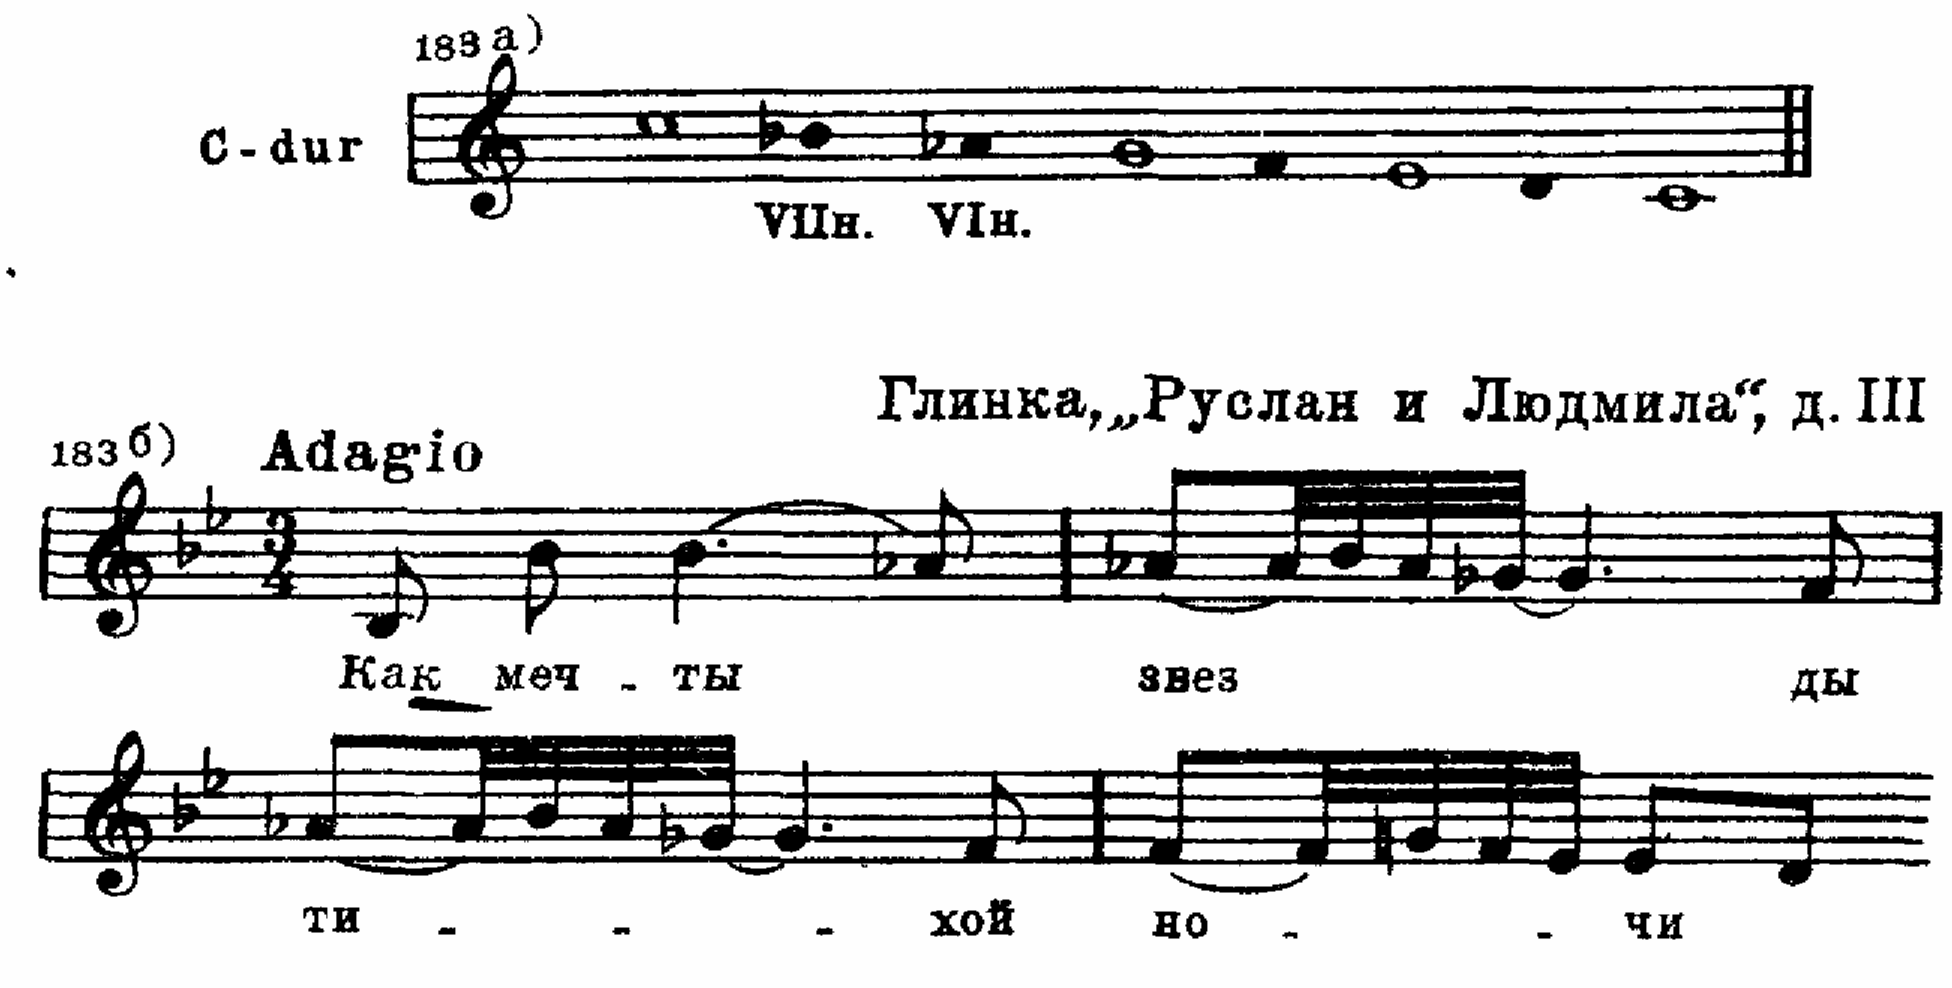 183 а)
C-dur
VIIн. VIн.
Глинка, „Руслан и Людмила“, д. III
183 б) Adagio
3/4
Как меч - ты звез ды
ти - - - хой но - - чи